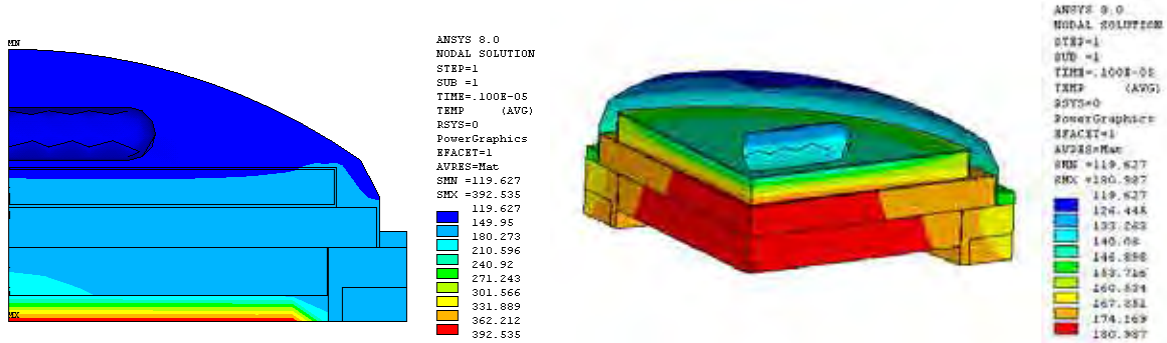 MN
MX
ANSYS 8.0
NODAL SOLUTION
STEP=1
SUB =1
TIME=.100E-05
TEMP (AVG)
RSYS=0
PowerGraphics
EFACET=1
AVRES=Mat
SMN =119.627
SMX =392.535
119.627
149.95
180.273
210.596
240.92
271.243
301.566
331.889
362.212
392.535
ANSYS 8.0
NODAL SOLUTION
STEP=1
SUB =1
TIME=.100E-05
TEMP (AVG)
RSYS=0
PowerGraphics
EFACET=1
AVRES=Mat
SMN =119.627
SMX =180.987
119.627
126.445
133.263
140.08
146.898
153.716
160.534
167.351
174.169
180.987